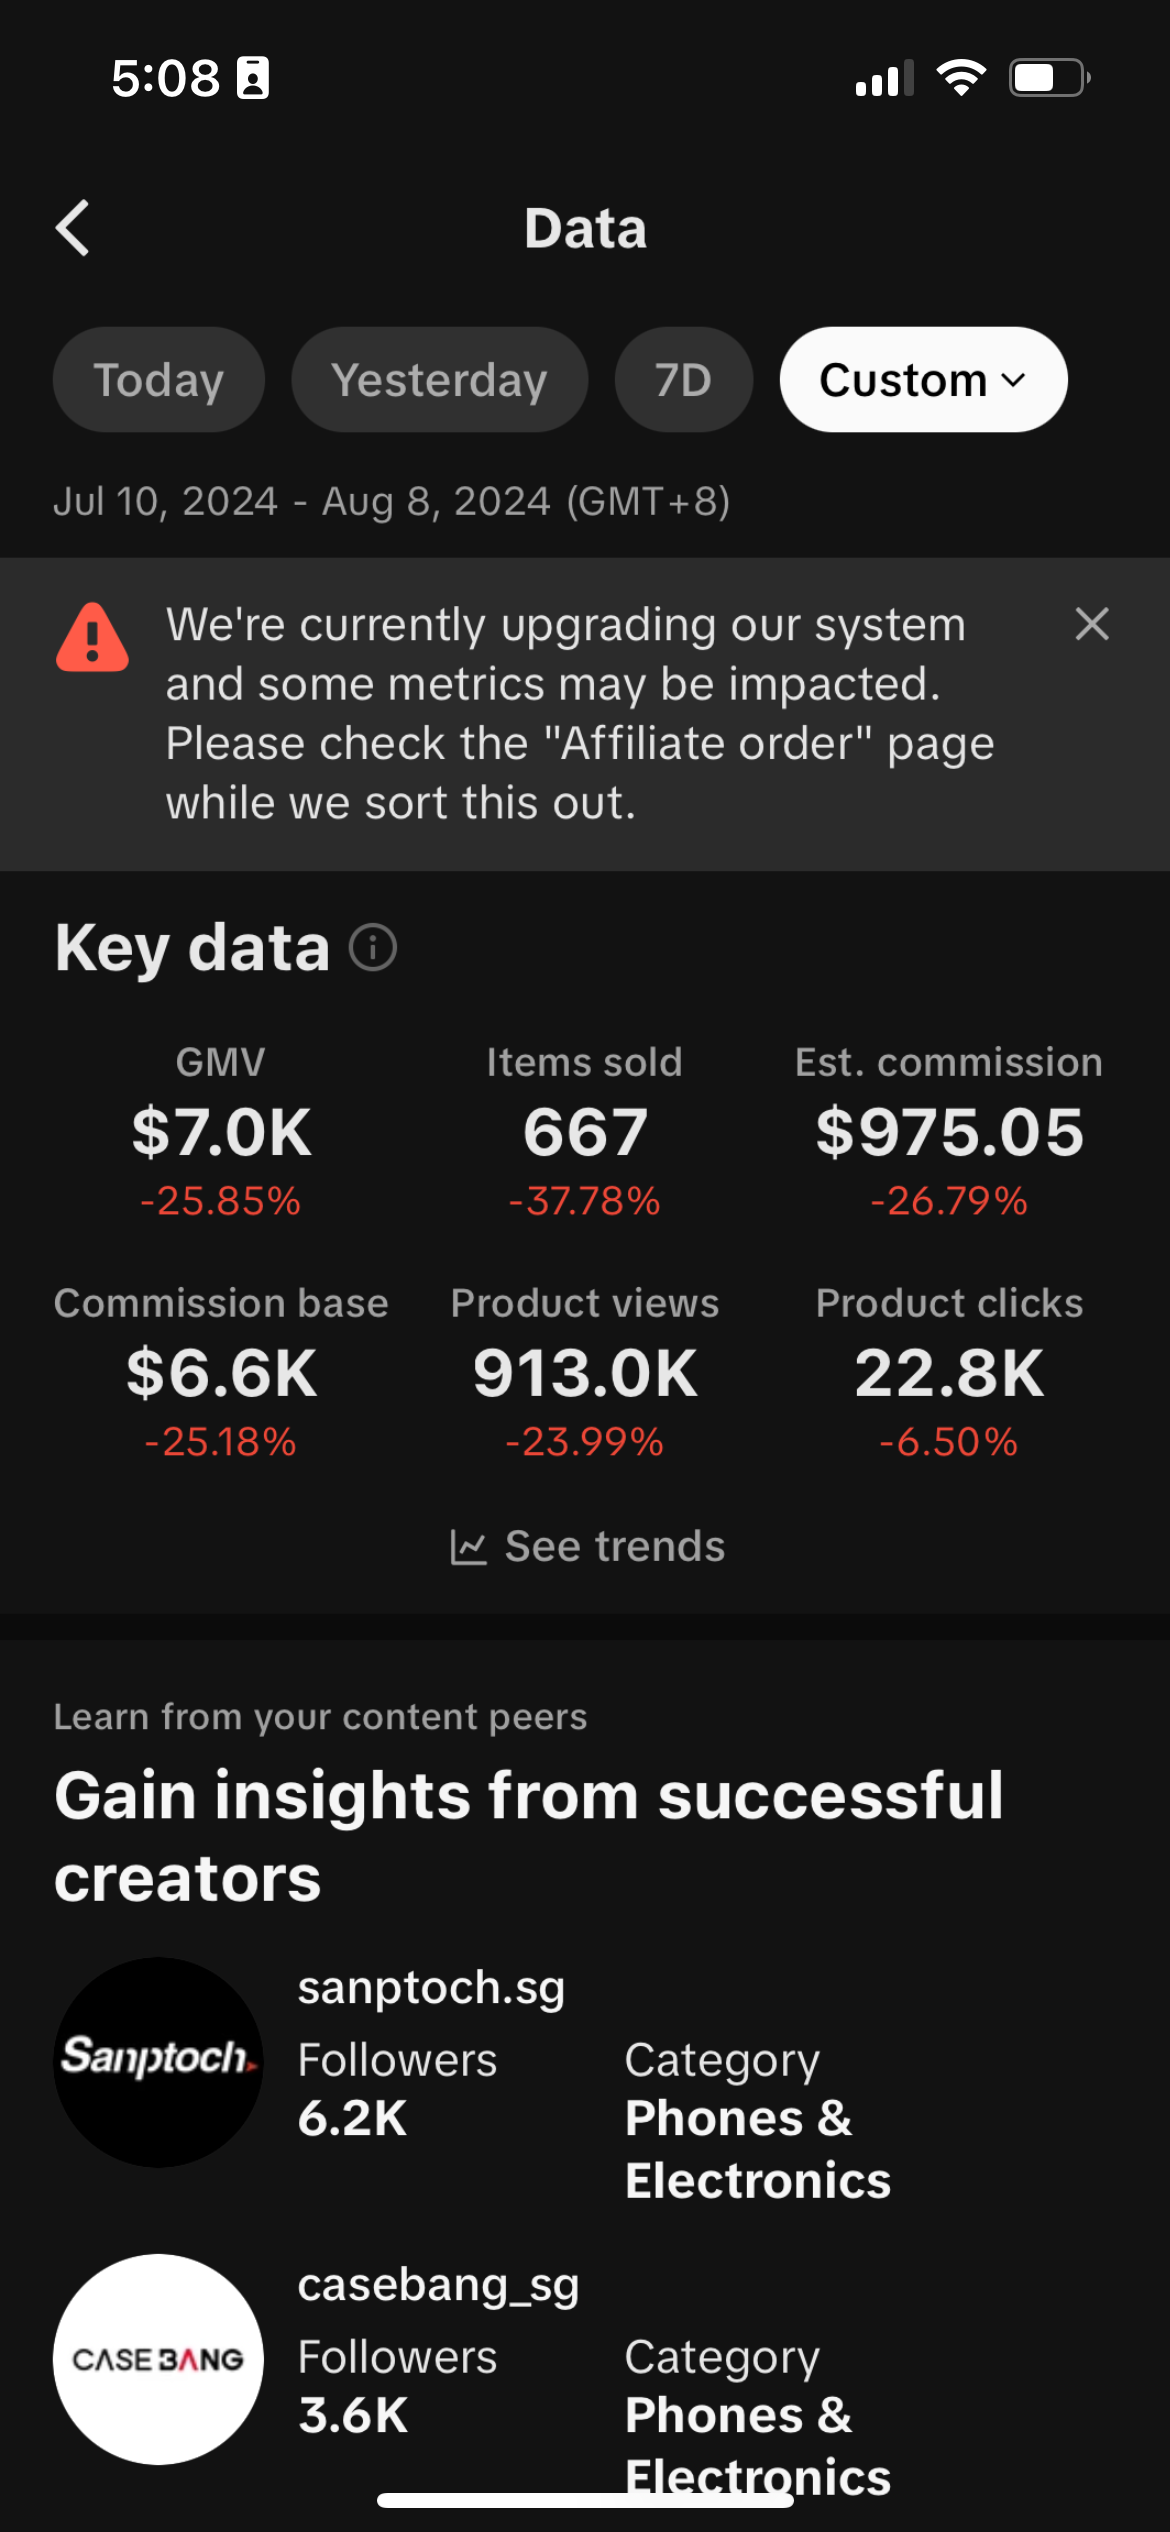 5:08
Data
Today Yesterday 7D Custom
Jul 10, 2024 - Aug 8, 2024 (GMT+8)
We're currently upgrading our system
and some metrics may be impacted.
Please check the "Affiliate order" page
while we sort this out.
Key data
GMV Items sold Est. commission
$7.0K 667 $975.05
-25.85% -37.78% -26.79%
Commission base Product views Product clicks
$6.6K 913.0K 22.8K
-25.18% -23.99% -6.50%
See trends
Learn from your content peers
Gain insights from successful
creators
Sanptoch
sanptoch.sg
Followers Category
6.2K Phones &
Electronics
CASE BANG
casebang_sg
Followers Category
3.6K Phones &
Electronics